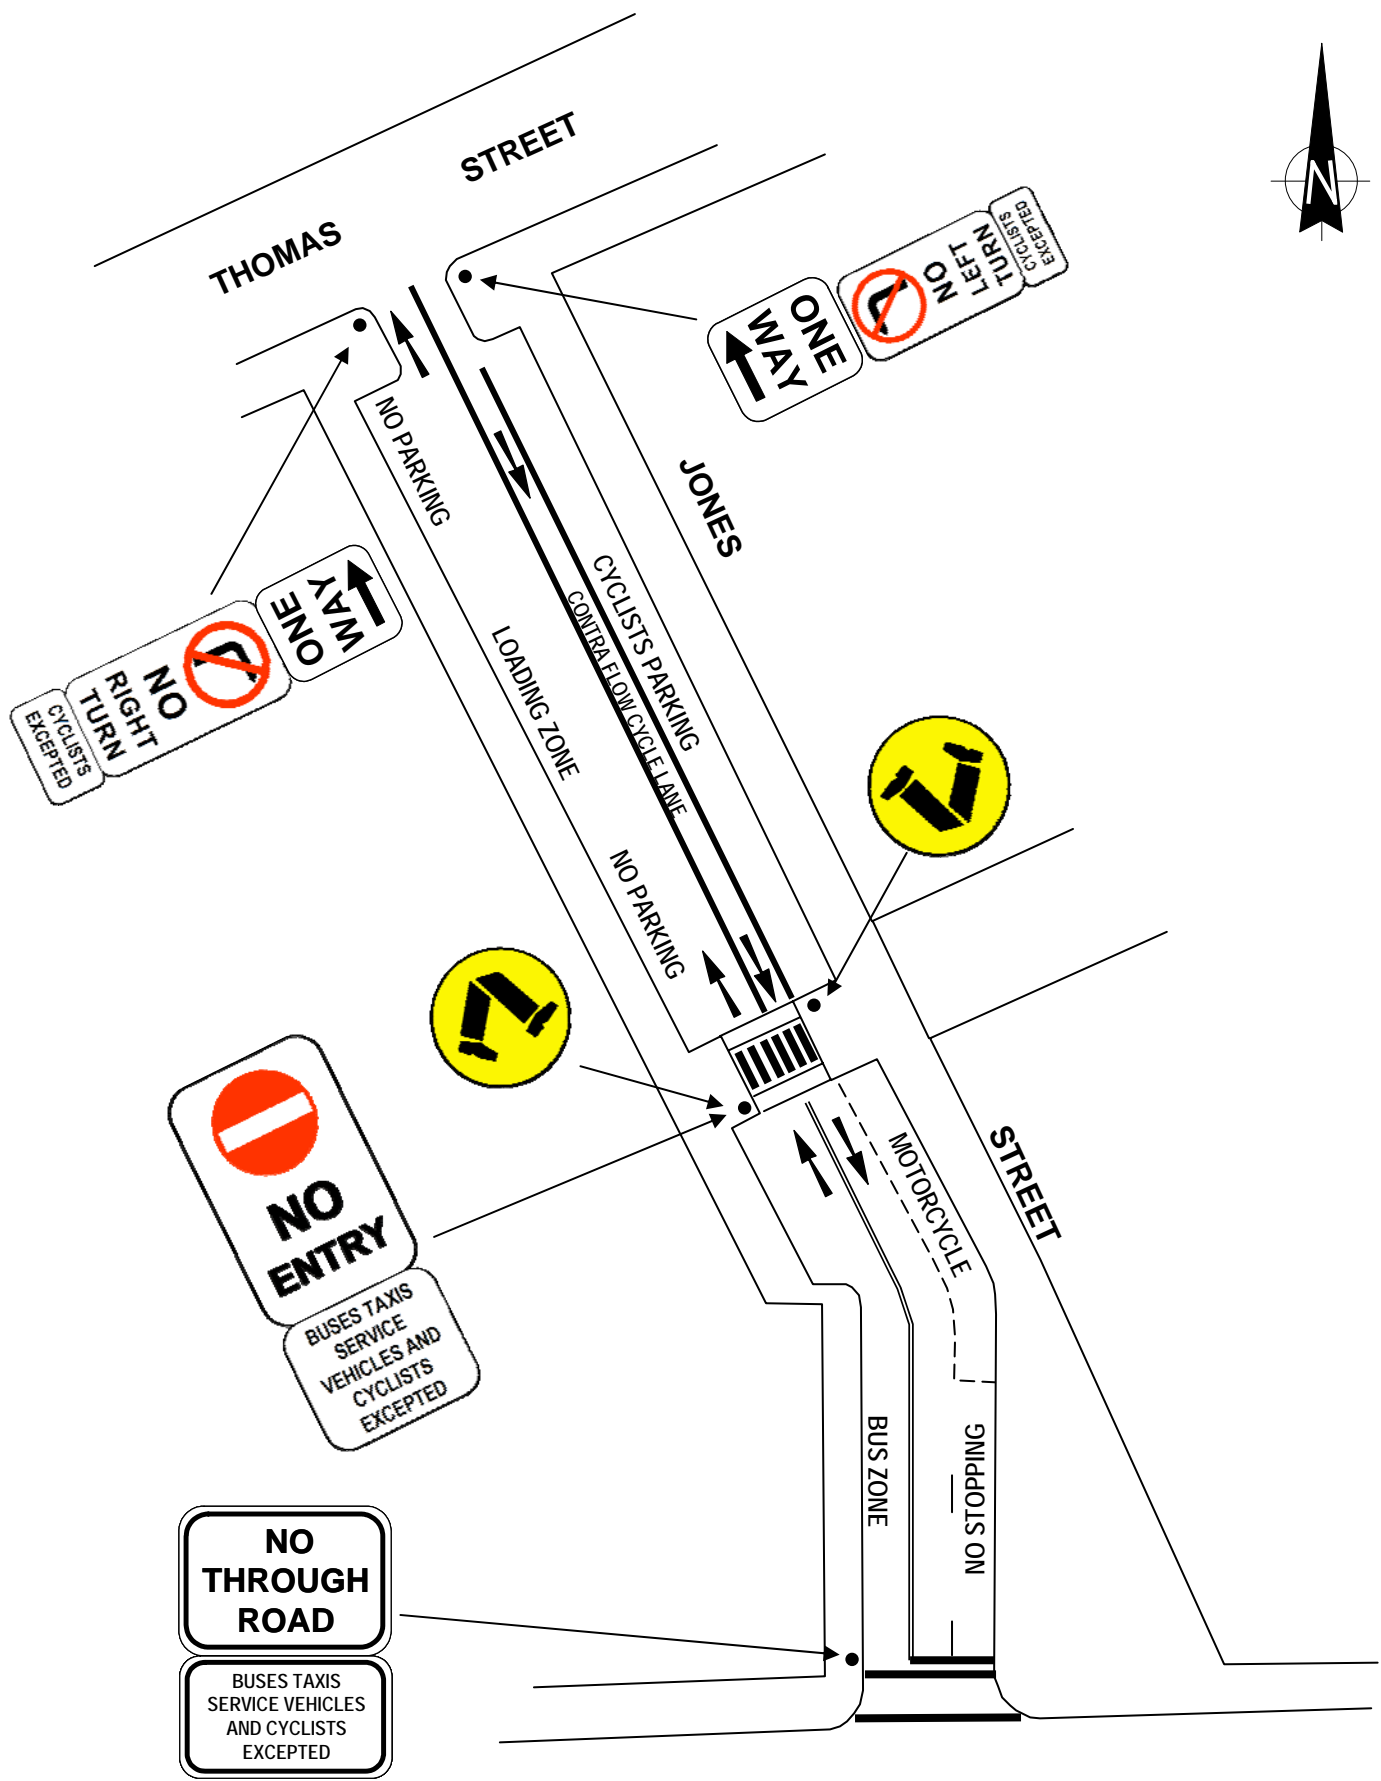 THOMAS
STREET
N
ONE
WAY
NO
LEFT
TURN
CYCLISTS
EXCEPTED
NO PARKING
JONES
ONE
WAY
NO
RIGHT
TURN
CYCLISTS
EXCEPTED
LOADING ZONE
CYCLISTS PARKING
CONTRA FLOW CYCLE LANE
NO PARKING
NO
ENTRY
BUSES TAXIS
SERVICE
VEHICLES AND
CYCLISTS
EXCEPTED
MOTORCYCLE
STREET
BUS ZONE
NO STOPPING
NO
THROUGH
ROAD
BUSES TAXIS
SERVICE VEHICLES
AND CYCLISTS
EXCEPTED